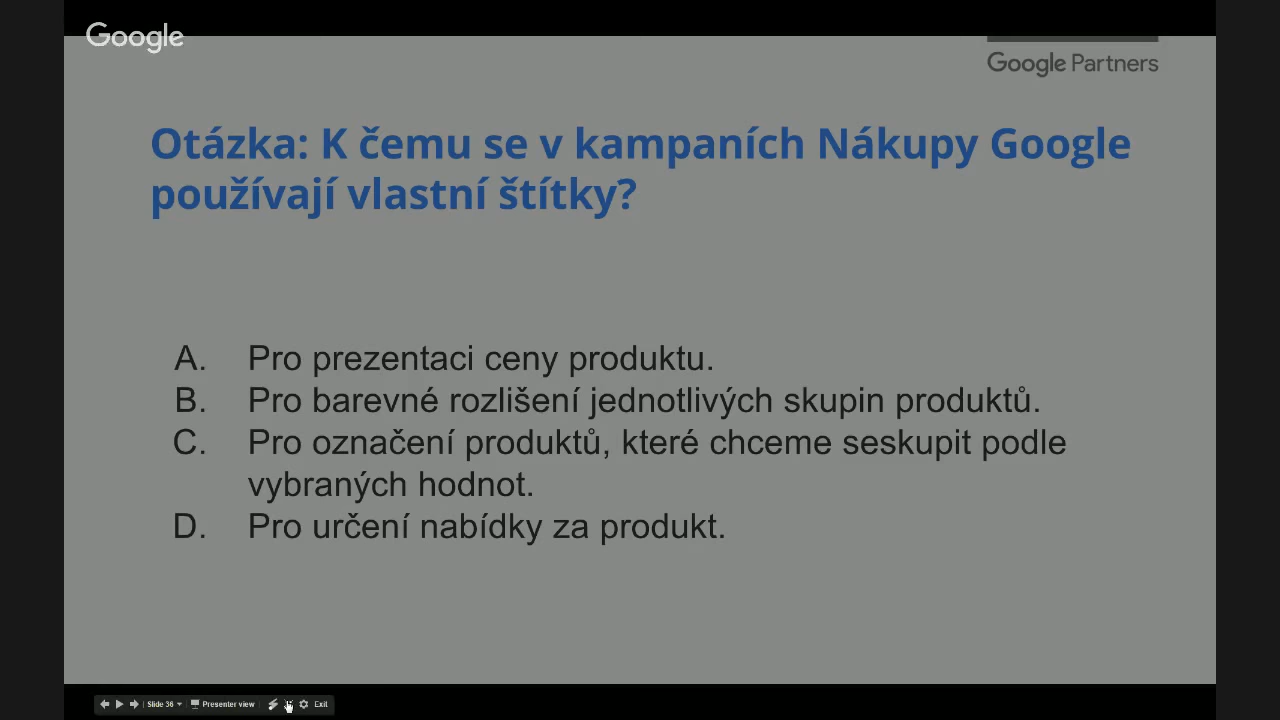 Google
Google Partners
Otázka: K čemu se v kampaních Nákupy Google
používají vlastní štítky?
A. Pro prezentaci ceny produktu.
B. Pro barevné rozlišení jednotlivých skupin produktů.
C. Pro označení produktů, které chceme seskupit podle
vybraných hodnot.
D. Pro určení nabídky za produkt.
Slide 36 Presenter view Exit